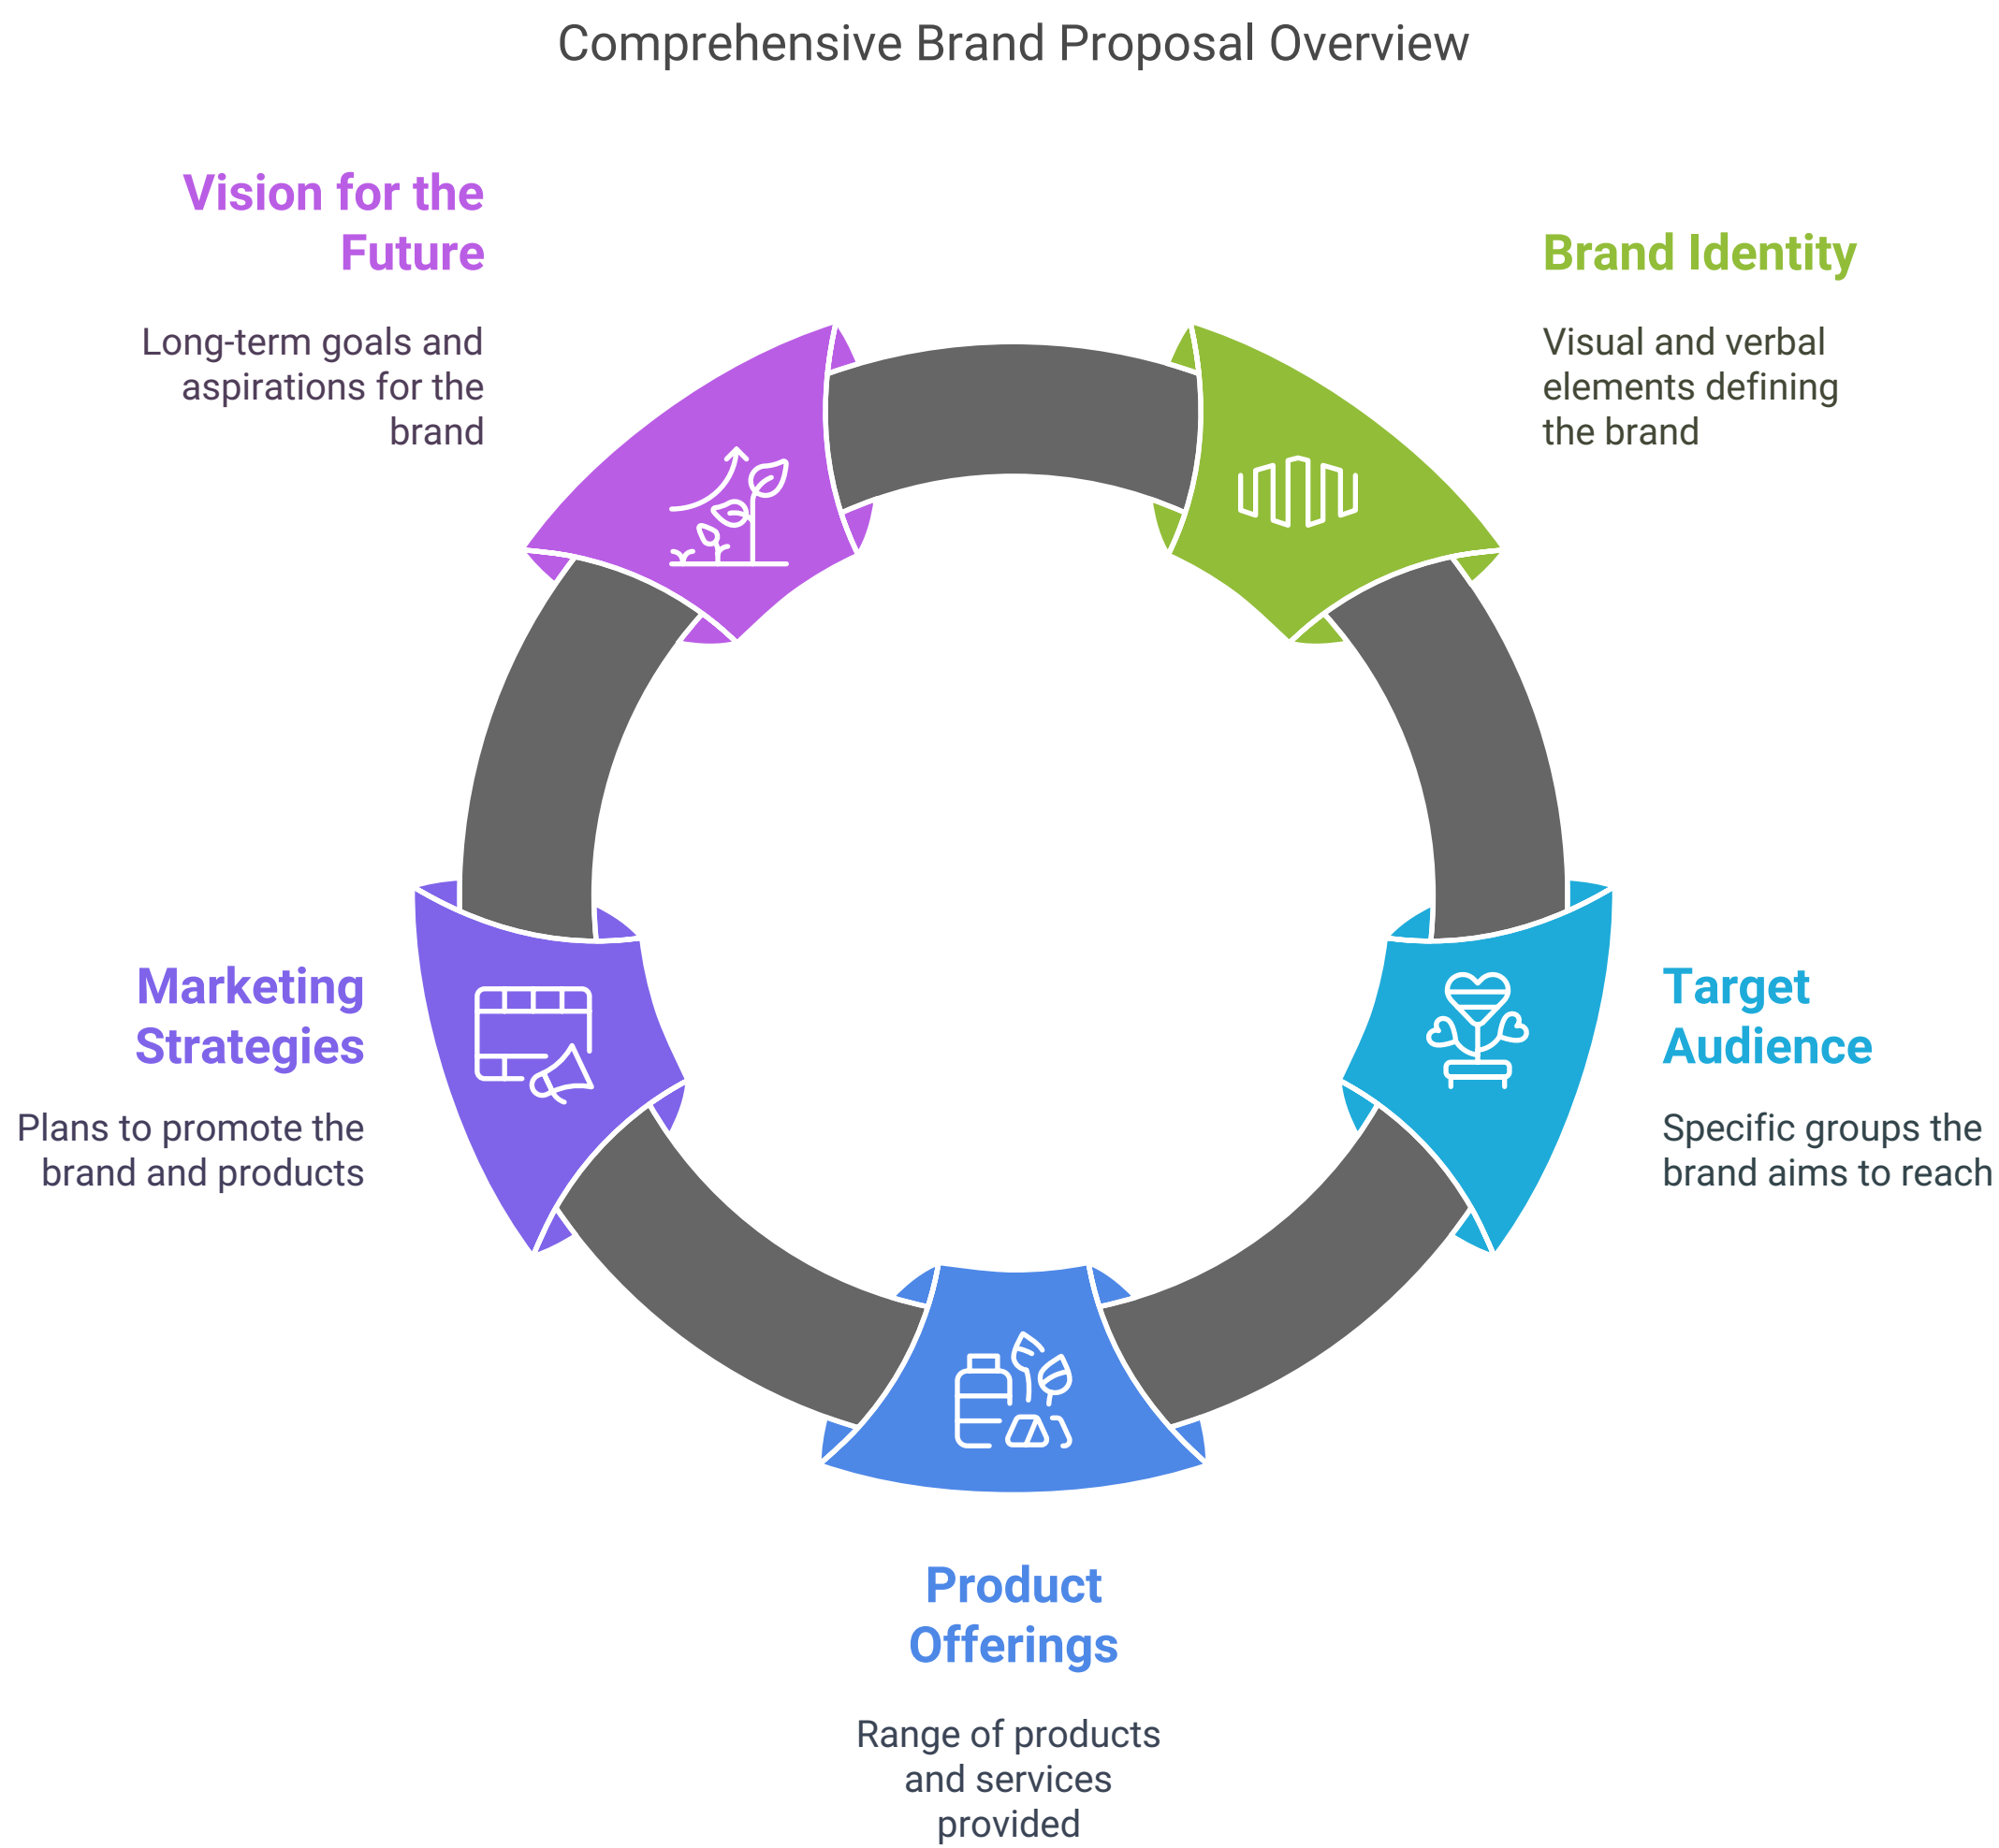 Comprehensive Brand Proposal Overview
Vision for the
Future
Long-term goals and
aspirations for the
brand
Brand Identity
Visual and verbal
elements defining
the brand
Marketing
Strategies
Plans to promote the
brand and products
Target
Audience
Specific groups the
brand aims to reach
Product
Offerings
Range of products
and services
provided